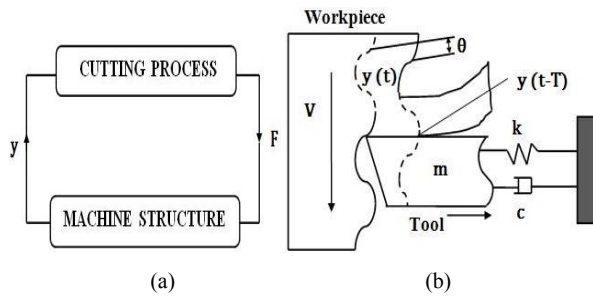 CUTTING PROCESS
y
F
MACHINE STRUCTURE
(a)
Workpiece
θ
y (t)
y (t-T)
V
k
m
c
Tool
(b)